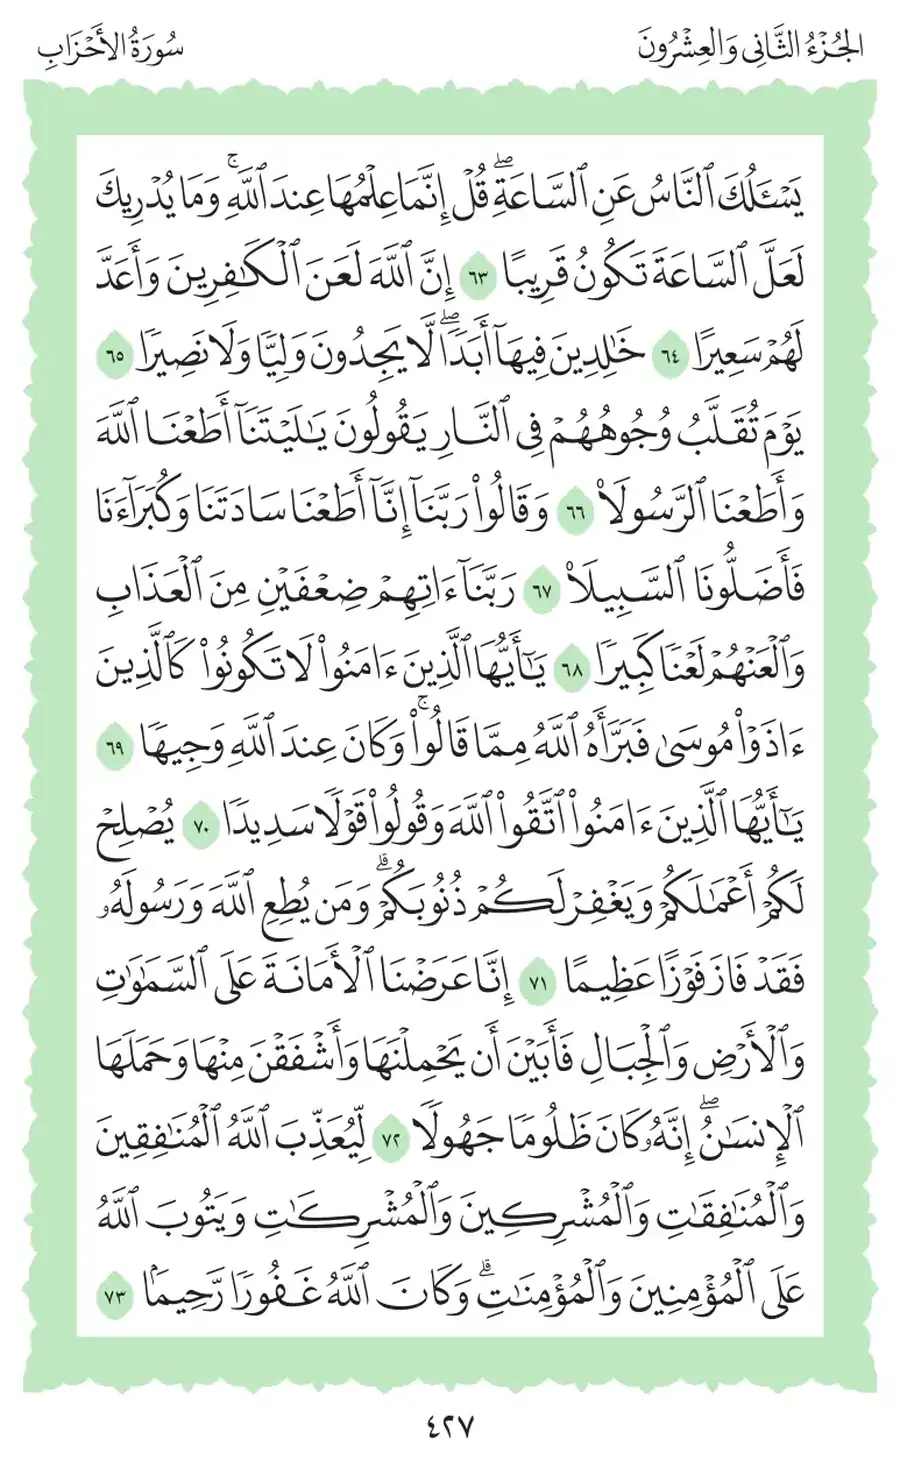 الجُزْءُ الثَّانِي وَالعِشْرُونَ
سُورَةُ الأَحْزَابِ
يَسْـَٔلُكَ ٱلنَّاسُ عَنِ ٱلسَّاعَةِۖ قُلْ إِنَّمَا عِلْمُهَا عِندَ ٱللَّهِۚ وَمَا يُدْرِيكَ
لَعَلَّ ٱلسَّاعَةَ تَكُونُ قَرِيبًا ٦٣ إِنَّ ٱللَّهَ لَعَنَ ٱلْكَٰفِرِينَ وَأَعَدَّ
لَهُمْ سَعِيرًا ٦٤ خَٰلِدِينَ فِيهَآ أَبَدًاۖ لَّا يَجِدُونَ وَلِيًّا وَلَا نَصِيرًا ٦٥
يَوْمَ تُقَلَّبُ وُجُوهُهُمْ فِى ٱلنَّارِ يَقُولُونَ يَٰلَيْتَنَآ أَطَعْنَا ٱللَّهَ
وَأَطَعْنَا ٱلرَّسُولَا۠ ٦٦ وَقَالُوا۟ رَبَّنَآ إِنَّآ أَطَعْنَا سَادَتَنَا وَكُبَرَآءَنَا
فَأَضَلُّونَا ٱلسَّبِيلَا۠ ٦٧ رَبَّنَآ ءَاتِهِمْ ضِعْفَيْنِ مِنَ ٱلْعَذَابِ
وَٱلْعَنْهُمْ لَعْنًا كَبِيرًا ٦٨ يَٰٓأَيُّهَا ٱلَّذِينَ ءَامَنُوا۟ لَا تَكُونُوا۟ كَٱلَّذِينَ
ءَاذَوْا۟ مُوسَىٰ فَبَرَّأَهُ ٱللَّهُ مِمَّا قَالُوا۟ۚ وَكَانَ عِندَ ٱللَّهِ وَجِيهًا ٦٩
يَٰٓأَيُّهَا ٱلَّذِينَ ءَامَنُوا۟ ٱتَّقُوا۟ ٱللَّهَ وَقُولُوا۟ قَوْلًا سَدِيدًا ٧٠ يُصْلِحْ
لَكُمْ أَعْمَٰلَكُمْ وَيَغْفِرْ لَكُمْ ذُنُوبَكُمْۗ وَمَن يُطِعِ ٱللَّهَ وَرَسُولَهُۥ
فَقَدْ فَازَ فَوْزًا عَظِيمًا ٧١ إِنَّا عَرَضْنَا ٱلْأَمَانَةَ عَلَى ٱلسَّمَٰوَٰتِ
وَٱلْأَرْضِ وَٱلْجِبَالِ فَأَبَيْنَ أَن يَحْمِلْنَهَا وَأَشْفَقْنَ مِنْهَا وَحَمَلَهَا
ٱلْإِنسَٰنُۖ إِنَّهُۥ كَانَ ظَلُومًا جَهُولًا ٧٢ لِّيُعَذِّبَ ٱللَّهُ ٱلْمُنَٰفِقِينَ
وَٱلْمُنَٰفِقَٰتِ وَٱلْمُشْرِكِينَ وَٱلْمُشْرِكَٰتِ وَيَتُوبَ ٱللَّهُ
عَلَى ٱلْمُؤْمِنِينَ وَٱلْمُؤْمِنَٰتِۗ وَكَانَ ٱللَّهُ غَفُورًا رَّحِيمًۢا ٧٣
٤٢٧